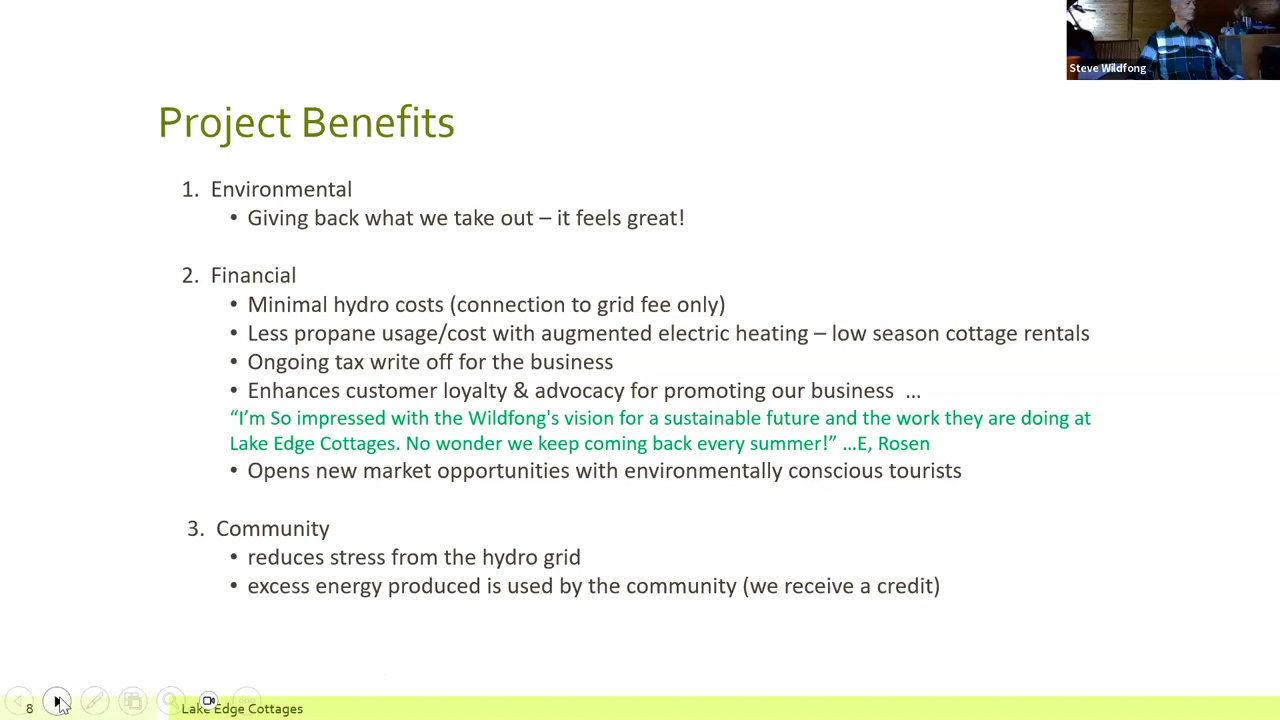 Steve Wildfong
Project Benefits
1. Environmental
• Giving back what we take out – it feels great!
2. Financial
• Minimal hydro costs (connection to grid fee only)
• Less propane usage/cost with augmented electric heating – low season cottage rentals
• Ongoing tax write off for the business
• Enhances customer loyalty & advocacy for promoting our business …
“I’m So impressed with the Wildfong's vision for a sustainable future and the work they are doing at
Lake Edge Cottages. No wonder we keep coming back every summer!” …E, Rosen
• Opens new market opportunities with environmentally conscious tourists
3. Community
• reduces stress from the hydro grid
• excess energy produced is used by the community (we receive a credit)
8
Lake Edge Cottages